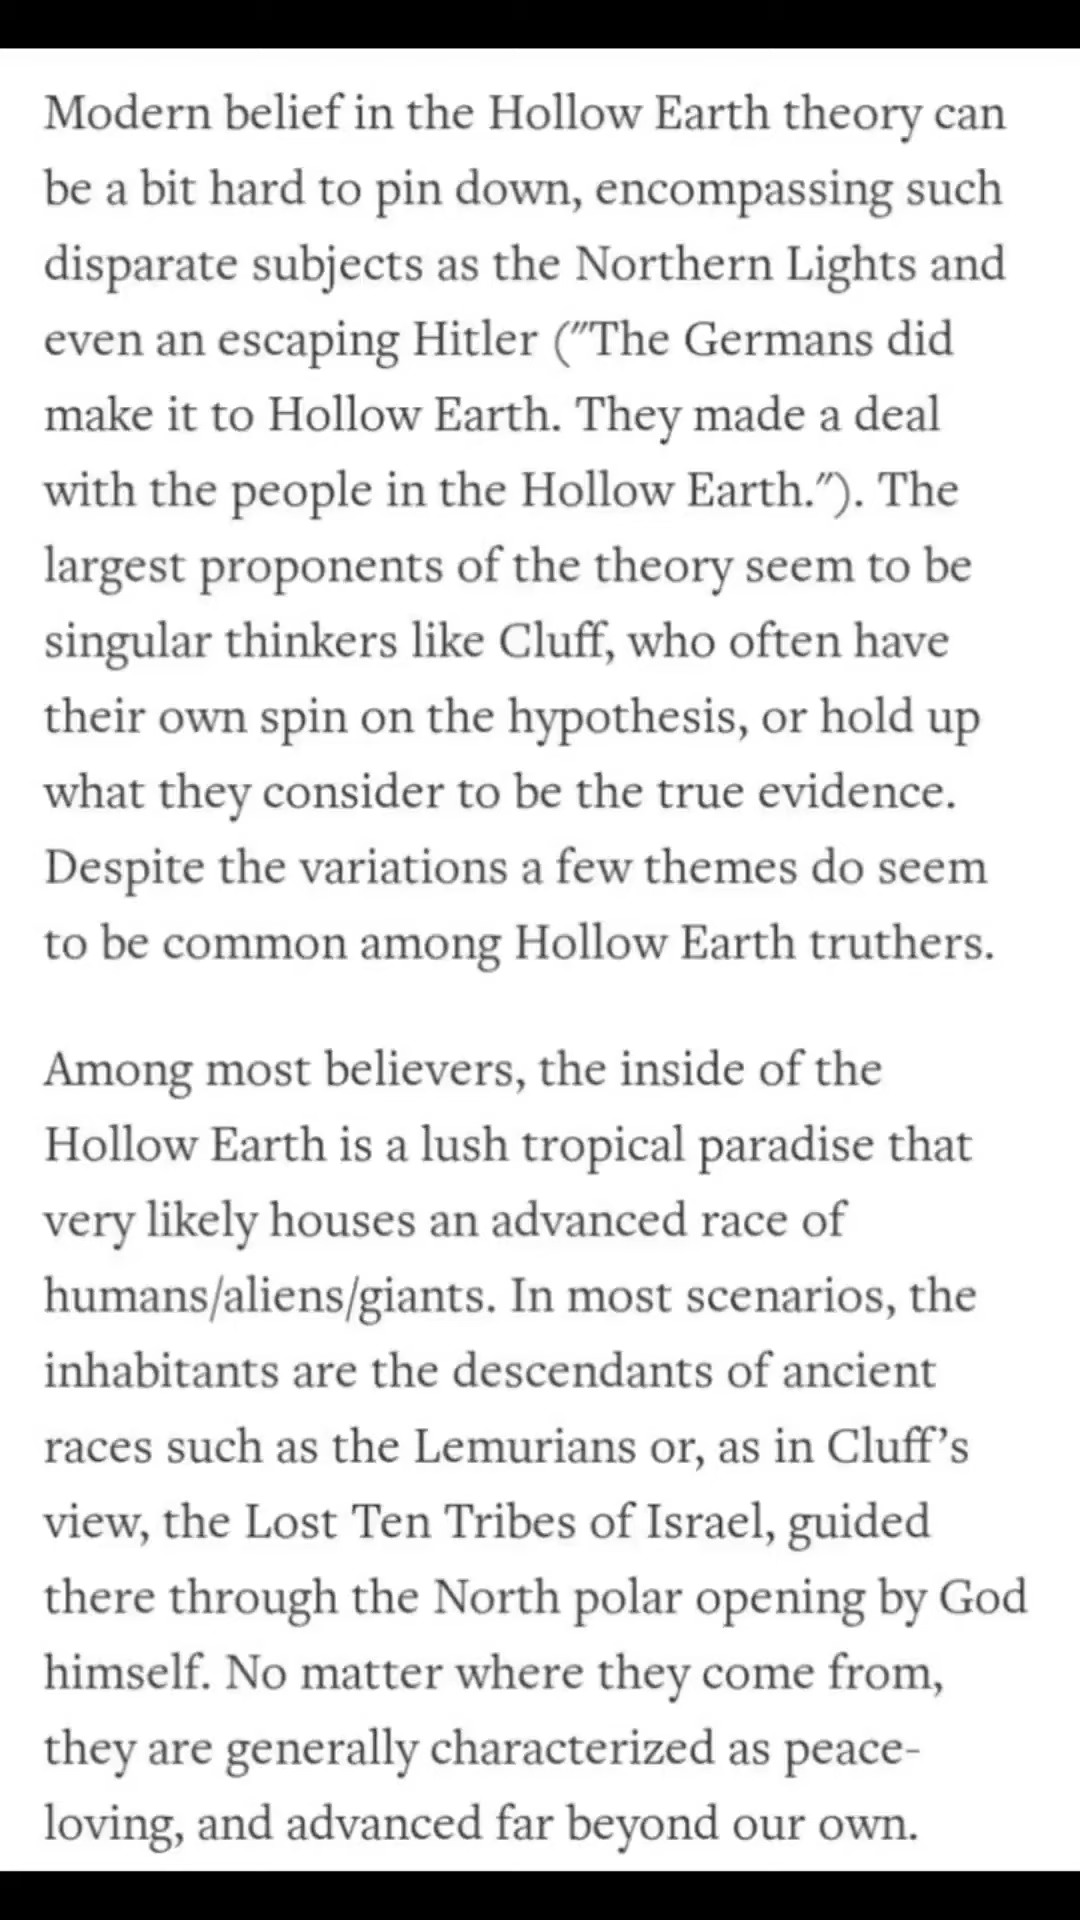 Modern belief in the Hollow Earth theory can
be a bit hard to pin down, encompassing such
disparate subjects as the Northern Lights and
even an escaping Hitler ("The Germans did
make it to Hollow Earth. They made a deal
with the people in the Hollow Earth."). The
largest proponents of the theory seem to be
singular thinkers like Cluff, who often have
their own spin on the hypothesis, or hold up
what they consider to be the true evidence.
Despite the variations a few themes do seem
to be common among Hollow Earth truthers.
Among most believers, the inside of the
Hollow Earth is a lush tropical paradise that
very likely houses an advanced race of
humans/aliens/giants. In most scenarios, the
inhabitants are the descendants of ancient
races such as the Lemurians or, as in Cluff’s
view, the Lost Ten Tribes of Israel, guided
there through the North polar opening by God
himself. No matter where they come from,
they are generally characterized as peace-
loving, and advanced far beyond our own.